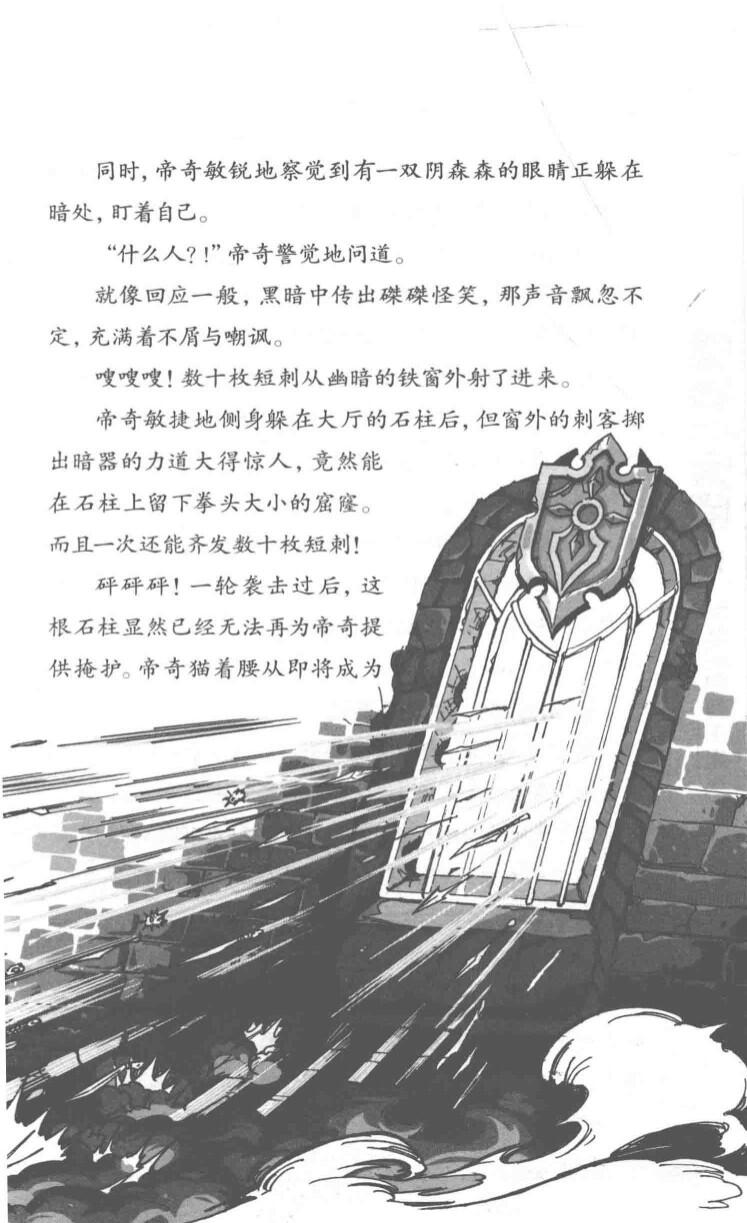 同时，帝奇敏锐地察觉到有一双阴森森的眼睛正躲在
暗处，盯着自己。
“什么人？！”帝奇警觉地问道。
就像回应一般，黑暗中传出磔磔怪笑，那声音飘忽不
定，充满着不屑与嘲讽。
嗖嗖嗖！数十枚短刺从幽暗的铁窗外射了进来。
帝奇敏捷地侧身躲在大厅的石柱后，但窗外的刺客掷
出暗器的力道大得惊人，竟然能
在石柱上留下拳头大小的窟窿。
而且一次还能齐发数十枚短刺！
砰砰砰！一轮袭击过后，这
根石柱显然已经无法再为帝奇提
供掩护。帝奇猫着腰从即将成为